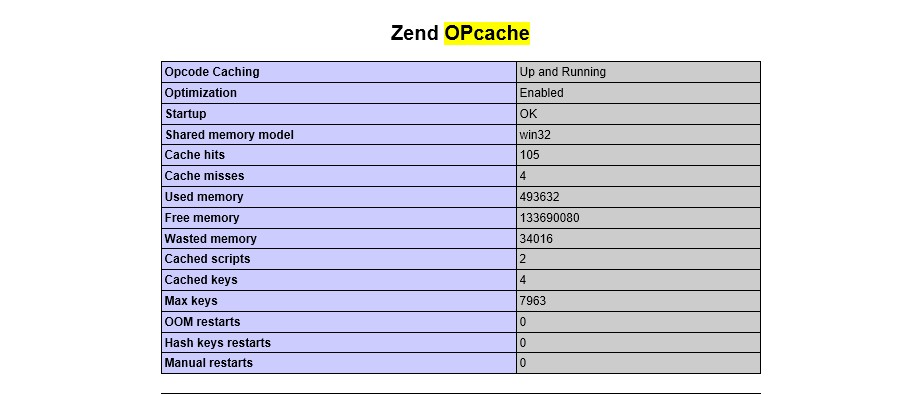 Zend OPcache
Opcode Caching Up and Running
Optimization Enabled
Startup OK
Shared memory model win32
Cache hits 105
Cache misses 4
Used memory 493632
Free memory 133690080
Wasted memory 34016
Cached scripts 2
Cached keys 4
Max keys 7963
OOM restarts 0
Hash keys restarts 0
Manual restarts 0